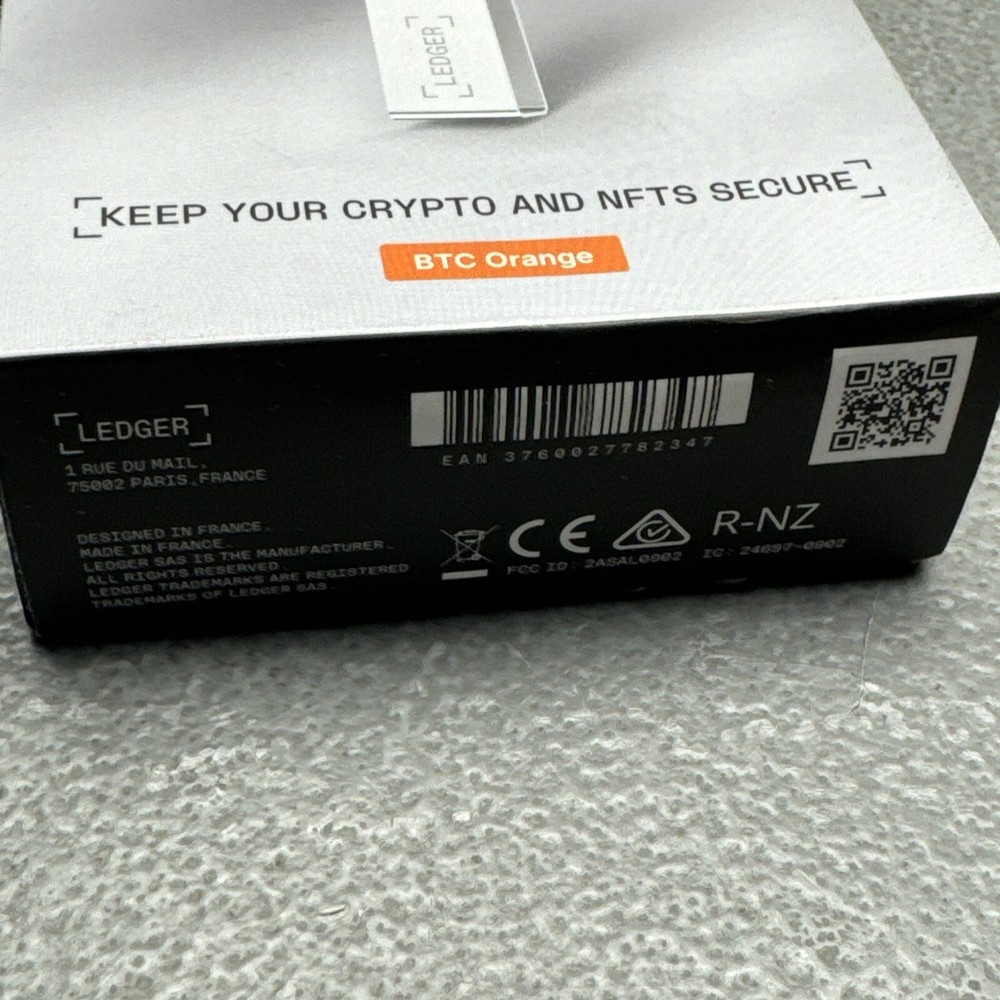 LEDGER
KEEP YOUR CRYPTO AND NFTS SECURE
BTC Orange
LEDGER
1 RUE DU MAIL,
75002 PARIS, FRANCE
DESIGNED IN FRANCE.
MADE IN FRANCE.
LEDGER SAS IS THE MANUFACTURER.
ALL RIGHTS RESERVED.
LEDGER TRADEMARKS ARE REGISTERED
TRADEMARKS OF LEDGER SAS.
EAN 3760027782347
CE R-NZ
FCC ID: 2ASAL0902 IC: 24697-0902